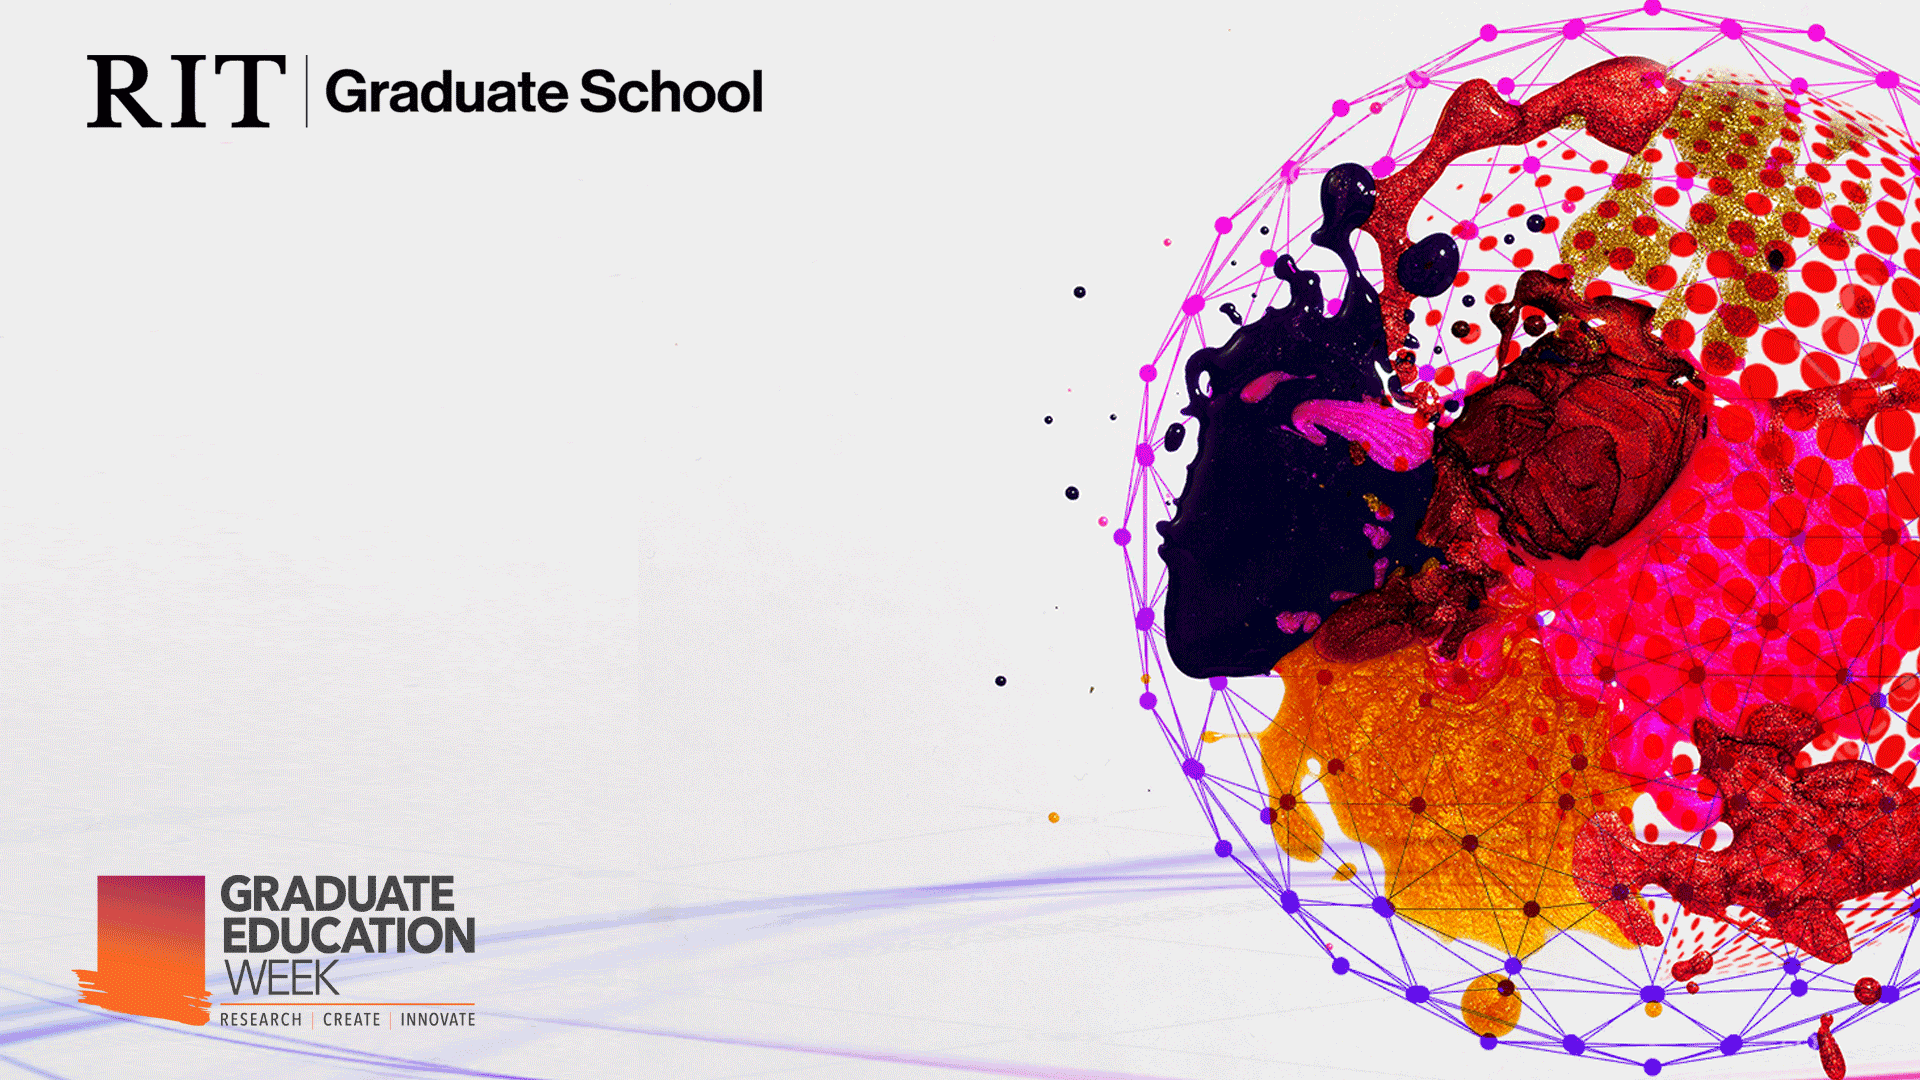 RIT | Graduate School
GRADUATE
EDUCATION
WEEK
RESEARCH | CREATE | INNOVATE